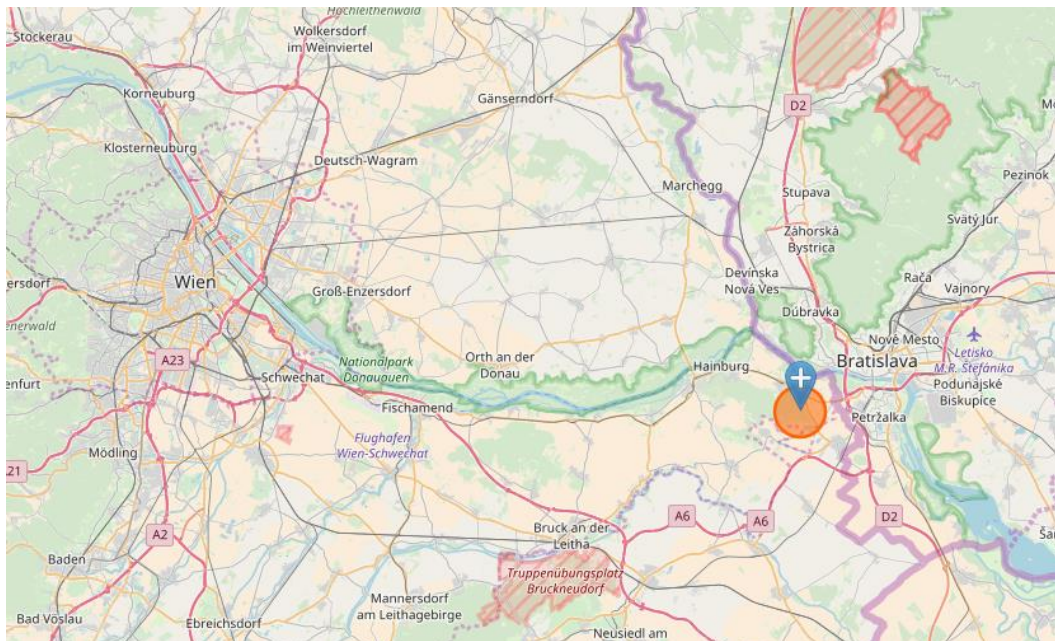 Hochleithenwald
Stockerau
Wolkersdorf
im Weinviertel
Korneuburg
Gänserndorf
D2
Klosterneuburg
Deutsch-Wagram
Marchegg
Pezinok
Stupava
Svätý Jur
Záhorská
Bystrica
Wien
Groß-Enzersdorf
Devínska
Nová Ves
Rača
Vajnory
Dúbravka
Nové Mesto
A23
Nationalpark
Donauauen
Orth an der
Donau
Hainburg
Bratislava
Letisko
M.R. Štefánika
Schwechat
Podunajské
Biskupice
Fischamend
Petržalka
Mödling
Flughafen
Wien-Schwechat
A21
A2
Bruck an der
Leitha
A6
A6
D2
Baden
Truppenübungsplatz
Bruckneudorf
Mannersdorf
am Leithagebirge
Bad Vöslau
Ebreichsdorf
Neusiedl am